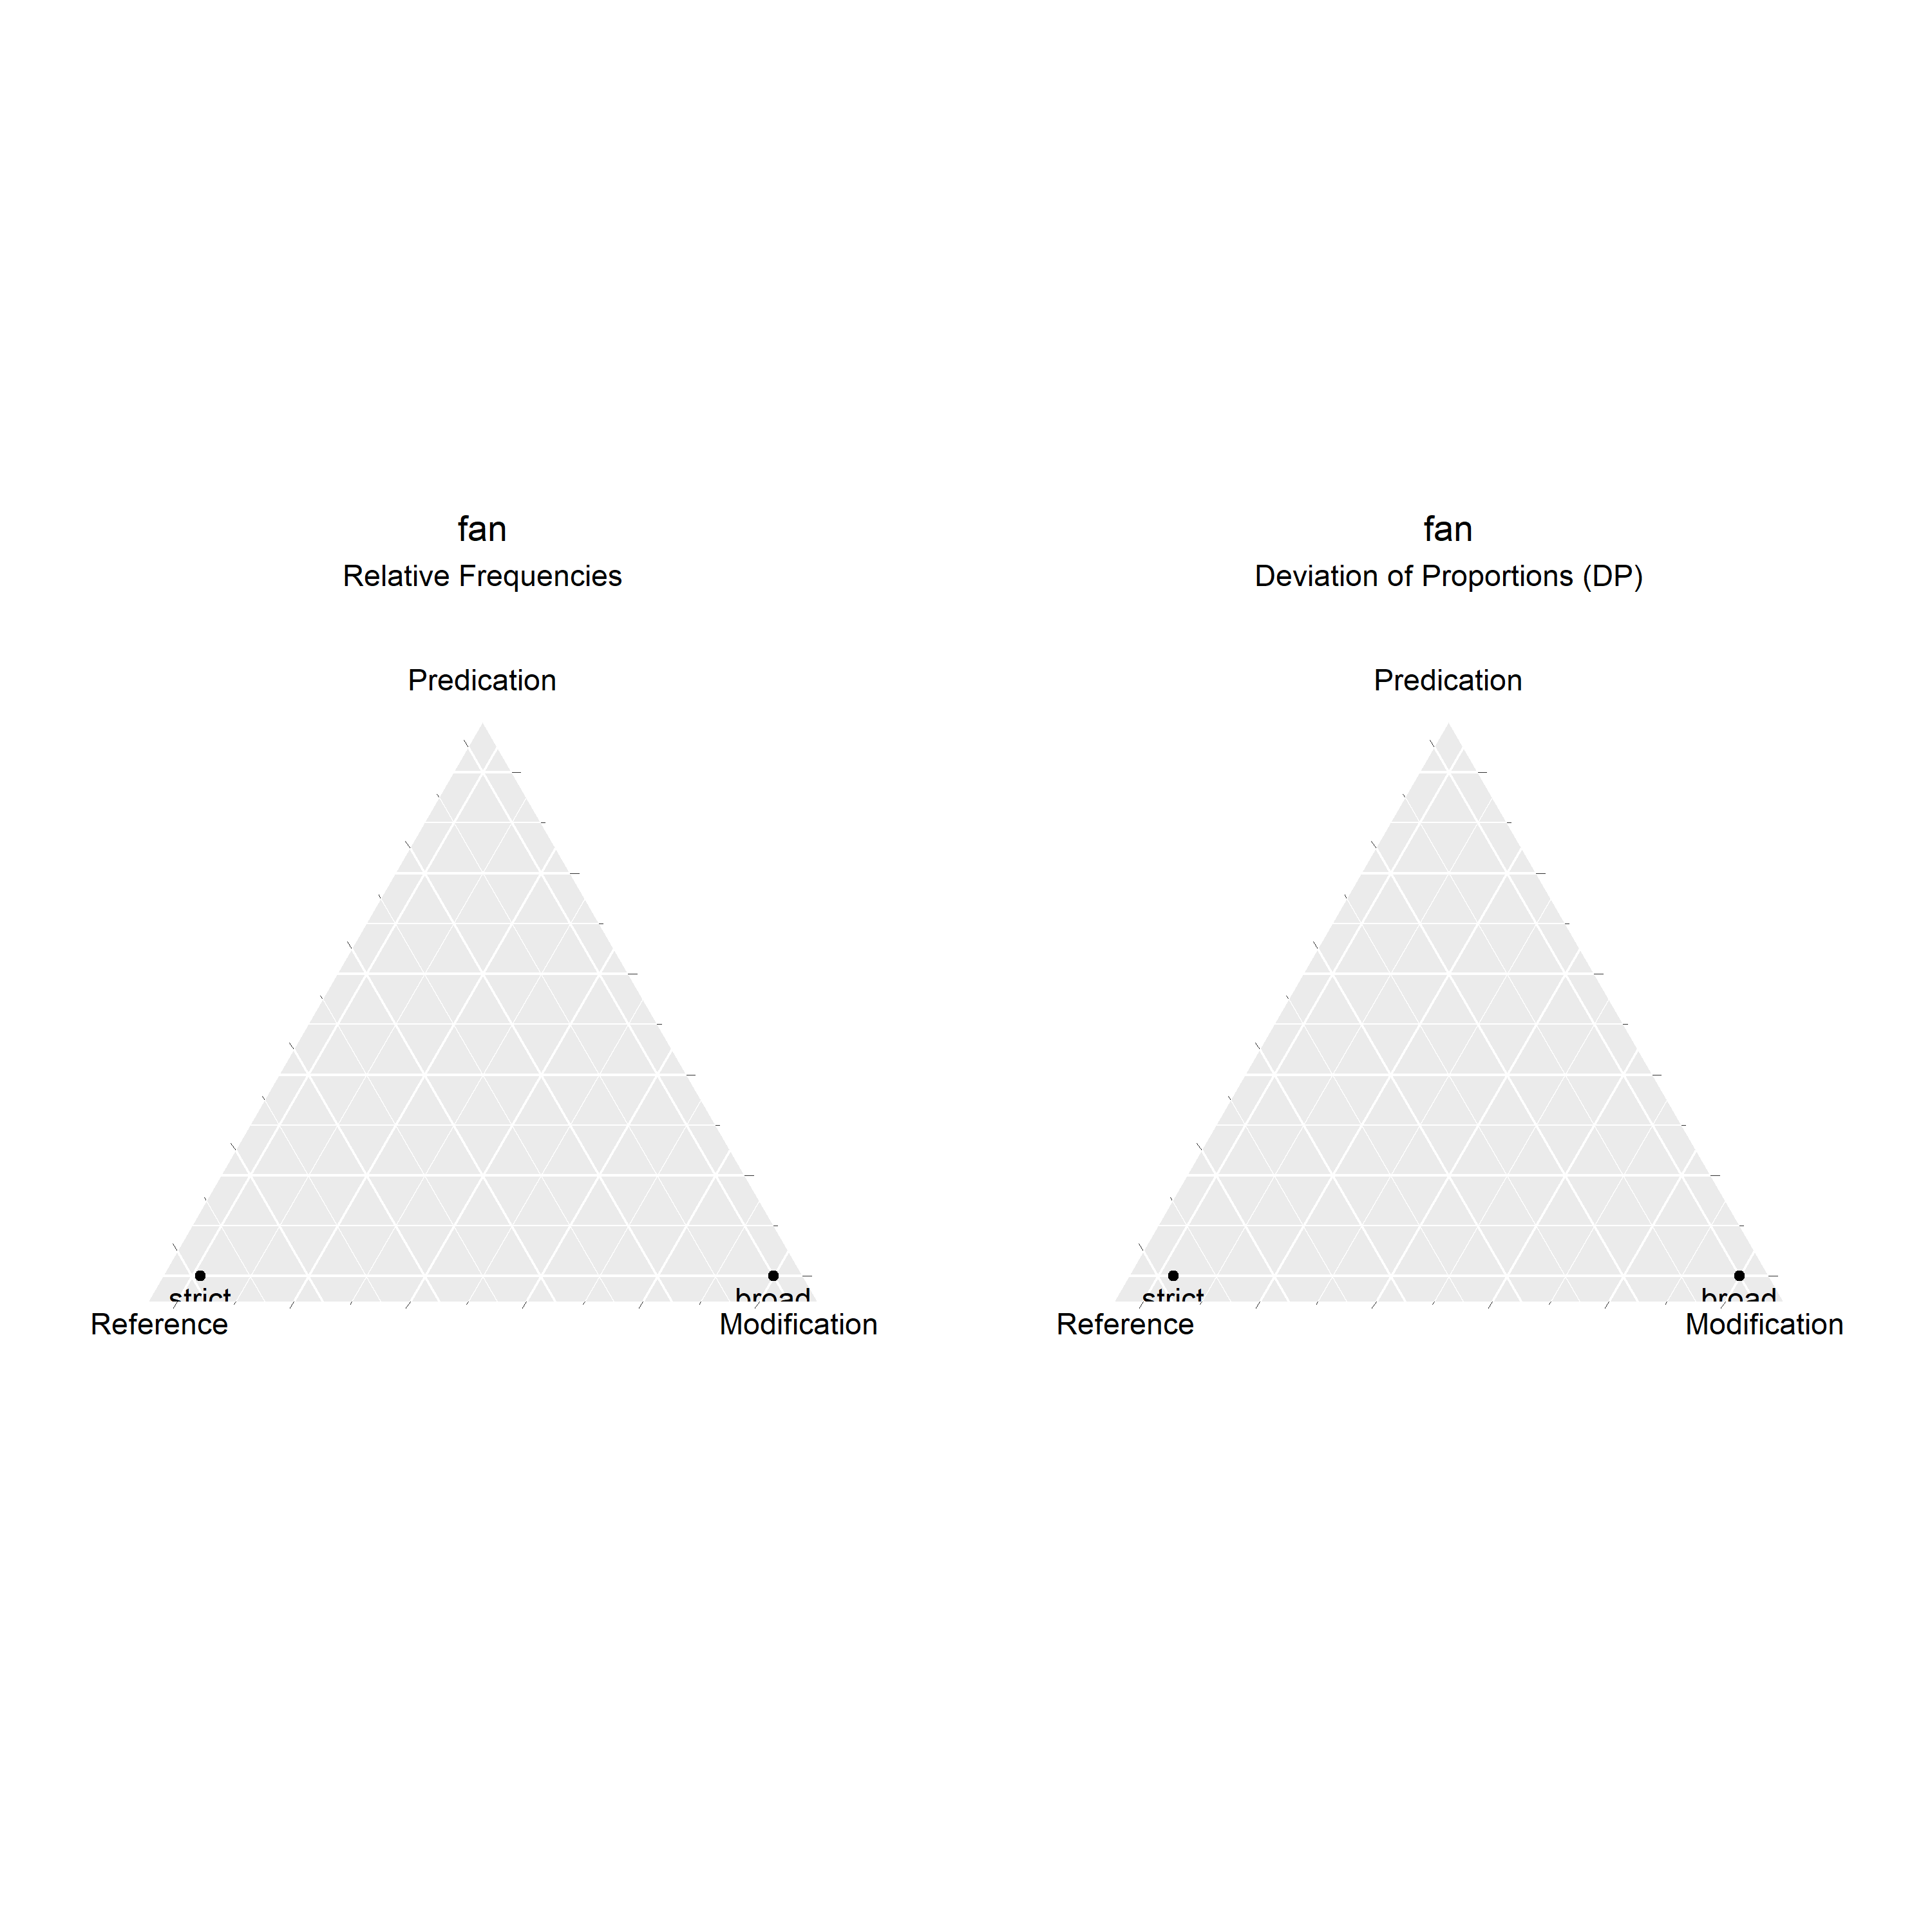 fan
Relative Frequencies
Predication
strict
broad
Reference
Modification
fan
Deviation of Proportions (DP)
Predication
strict
broad
Reference
Modification